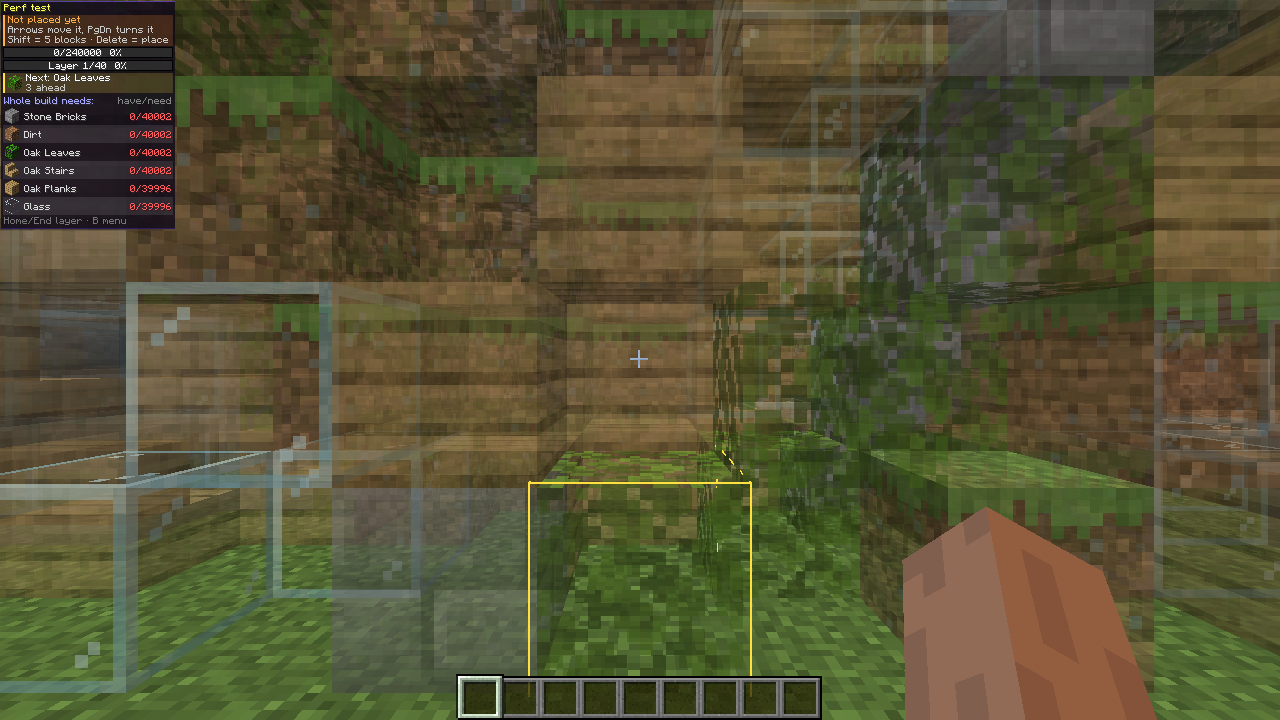 Perf test
Not placed yet
Arrows move it, PgDn turns it
Shift = 5 blocks · Delete = place
0/240000 0%
Layer 1/40 0%
Next: Oak Leaves
3 ahead
Whole build needs: have/need
Stone Bricks 0/40002
Dirt 0/40002
Oak Leaves 0/40002
Oak Stairs 0/40002
Oak Planks 0/39996
Glass 0/39996
Home/End layer · B menu